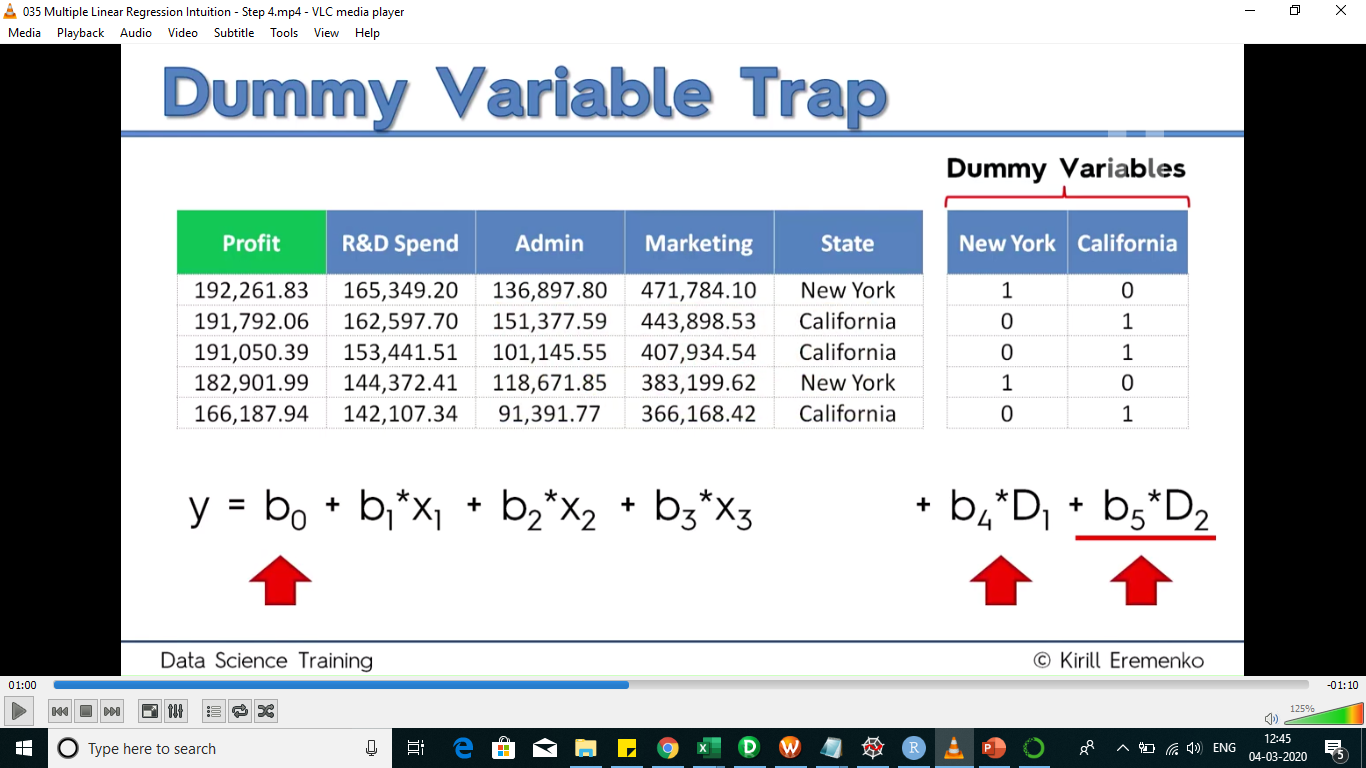 035 Multiple Linear Regression Intuition - Step 4.mp4 - VLC media player
Media Playback Audio Video Subtitle Tools View Help
Dummy Variable Trap
Dummy Variables
Profit R&D Spend Admin Marketing State New York California
192,261.83 165,349.20 136,897.80 471,784.10 New York 1 0
191,792.06 162,597.70 151,377.59 443,898.53 California 0 1
191,050.39 153,441.51 101,145.55 407,934.54 California 0 1
182,901.99 144,372.41 118,671.85 383,199.62 New York 1 0
166,187.94 142,107.34 91,391.77 366,168.42 California 0 1
y = b₀ + b₁*x₁ + b₂*x₂ + b₃*x₃ + b₄*D₁ + b₅*D₂
Data Science Training © Kirill Eremenko
01:00 -01:10
125%
Type here to search ENG 12:45
04-03-2020 5